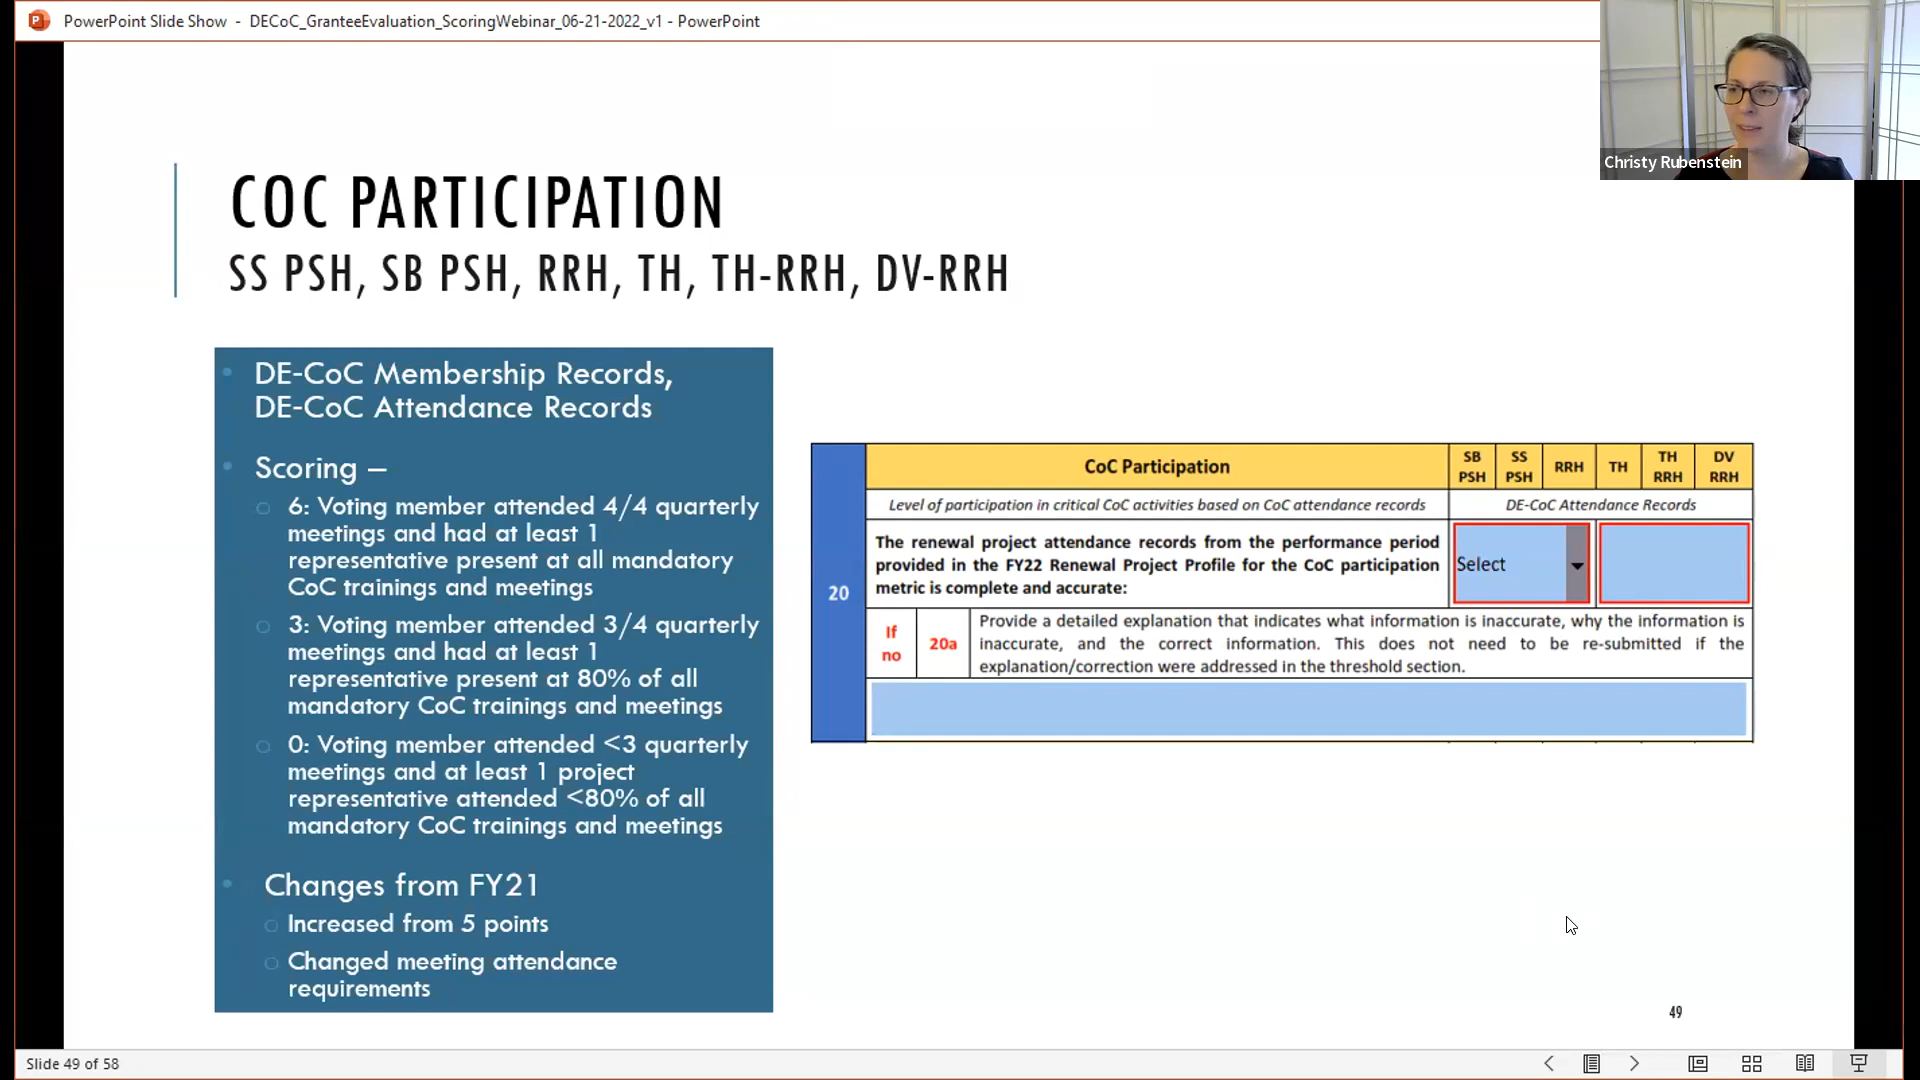 PowerPoint Slide Show - DECoC_GranteeEvaluation_ScoringWebinar_06-21-2022_v1 - PowerPoint
Christy Rubenstein
COC PARTICIPATION
SS PSH, SB PSH, RRH, TH, TH-RRH, DV-RRH
DE-CoC Membership Records,
DE-CoC Attendance Records
Scoring –
6: Voting member attended 4/4 quarterly
meetings and had at least 1
representative present at all mandatory
CoC trainings and meetings
3: Voting member attended 3/4 quarterly
meetings and had at least 1
representative present at 80% of all
mandatory CoC trainings and meetings
0: Voting member attended <3 quarterly
meetings and at least 1 project
representative attended <80% of all
mandatory CoC trainings and meetings
Changes from FY21
Increased from 5 points
Changed meeting attendance
requirements
20
CoC Participation
SB
PSH
SS
PSH
RRH
TH
TH
RRH
DV
RRH
Level of participation in critical CoC activities based on CoC attendance records
DE-CoC Attendance Records
The renewal project attendance records from the performance period
provided in the FY22 Renewal Project Profile for the CoC participation
metric is complete and accurate:
Select
If
no
20a
Provide a detailed explanation that indicates what information is inaccurate, why the information is
inaccurate, and the correct information. This does not need to be re-submitted if the
explanation/correction were addressed in the threshold section.
49
Slide 49 of 58